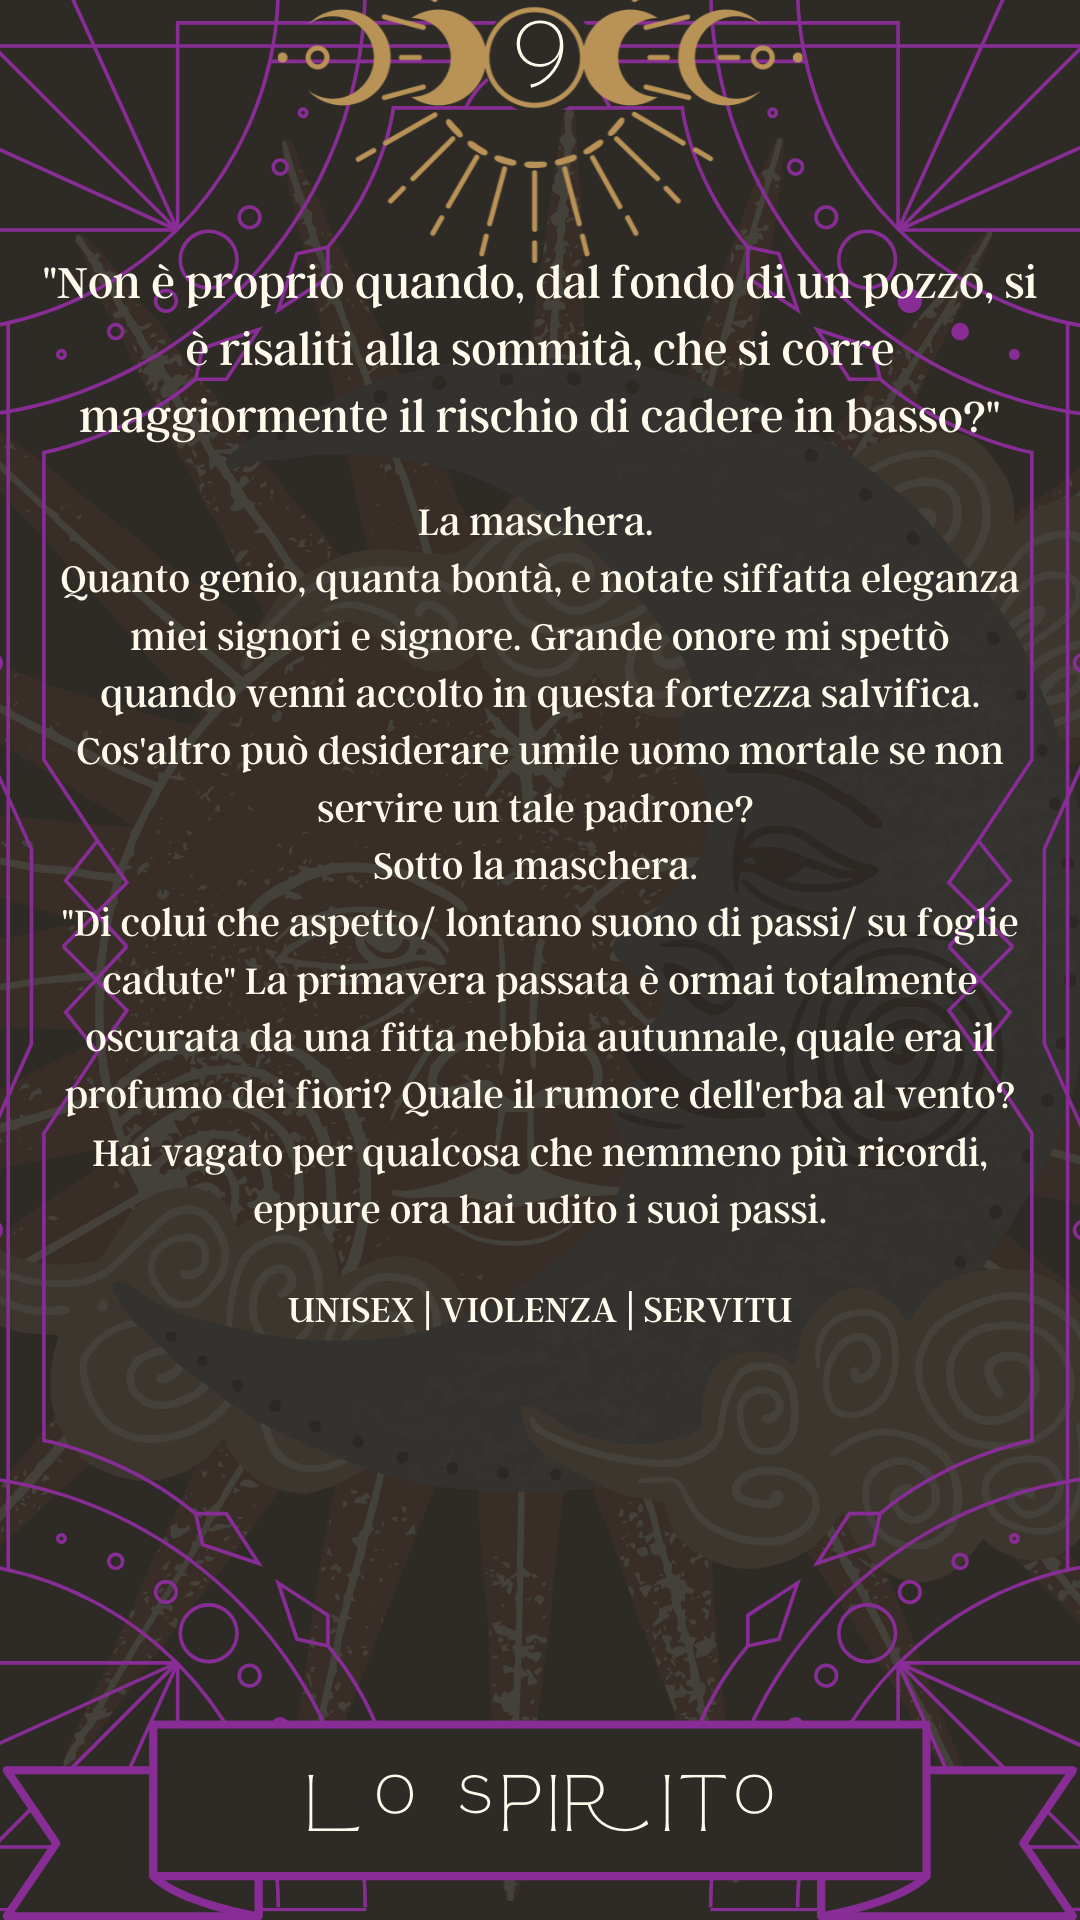 9
"Non è proprio quando, dal fondo di un pozzo, si
è risaliti alla sommità, che si corre
maggiormente il rischio di cadere in basso?"
La maschera.
Quanto genio, quanta bontà, e notate siffatta eleganza
miei signori e signore. Grande onore mi spettò
quando venni accolto in questa fortezza salvifica.
Cos'altro può desiderare umile uomo mortale se non
servire un tale padrone?
Sotto la maschera.
"Di colui che aspetto/ lontano suono di passi/ su foglie
cadute" La primavera passata è ormai totalmente
oscurata da una fitta nebbia autunnale, quale era il
profumo dei fiori? Quale il rumore dell'erba al vento?
Hai vagato per qualcosa che nemmeno più ricordi,
eppure ora hai udito i suoi passi.
UNISEX | VIOLENZA | SERVITU
LO SPIRITO